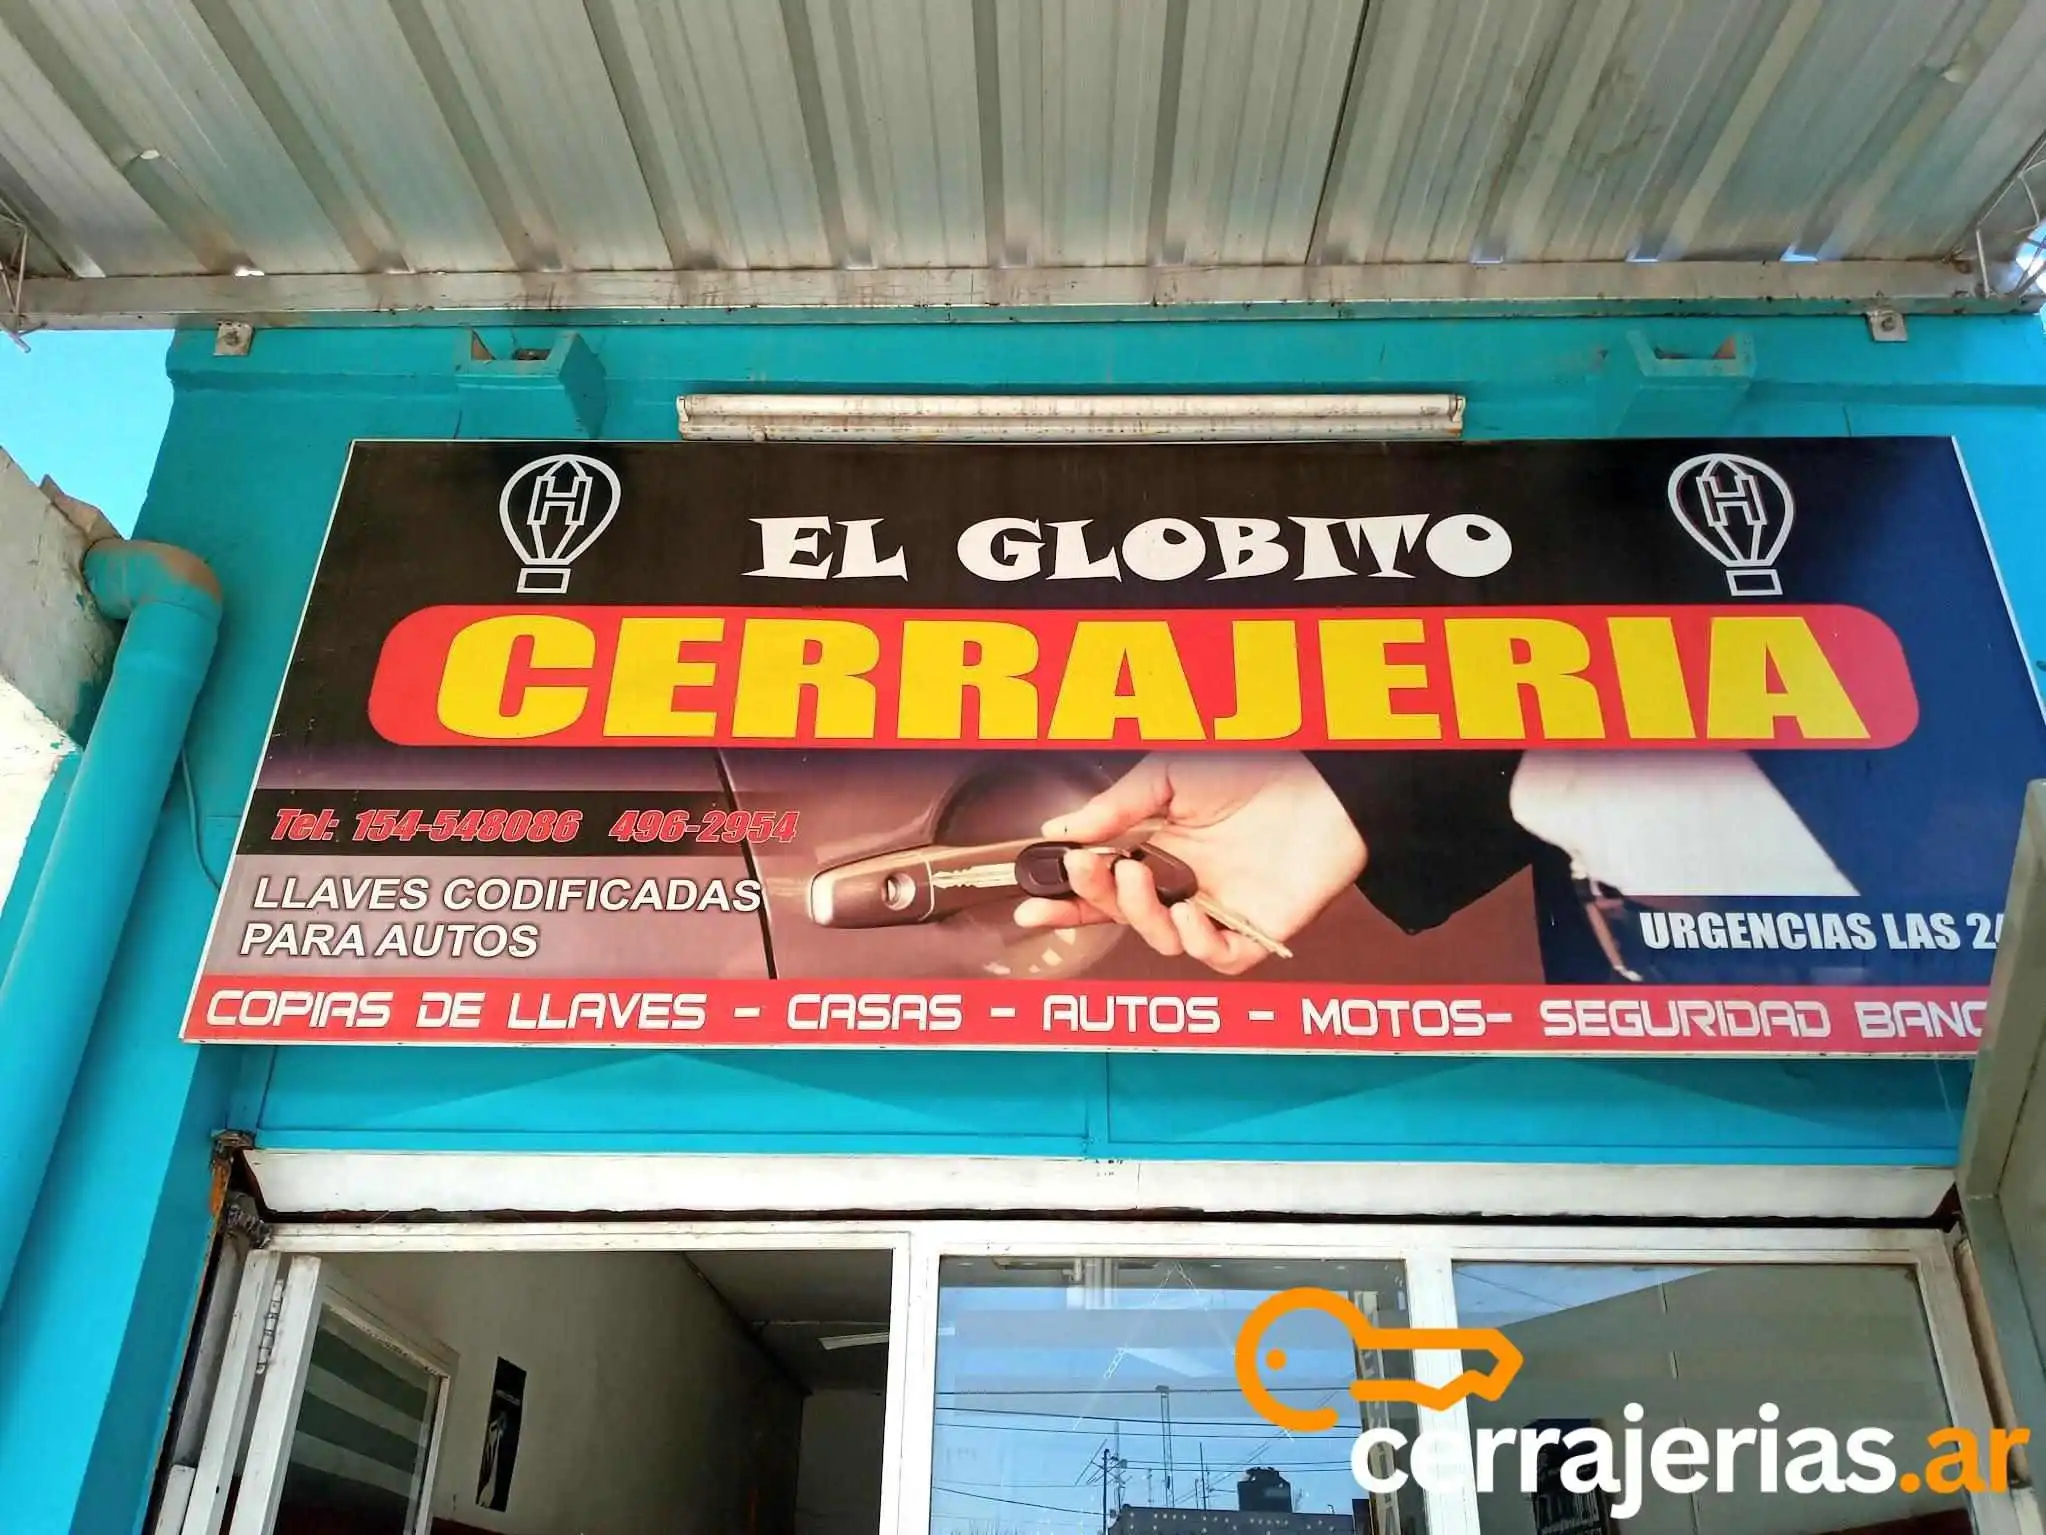 H
H
EL GLOBITO
CERRAJERIA
Tel: 154-548086 496-2954
LLAVES CODIFICADAS
PARA AUTOS
URGENCIAS LAS
COPIAS DE LLAVES - CASAS - AUTOS - MOTOS- SEGURIDAD
cerrajerias.ar